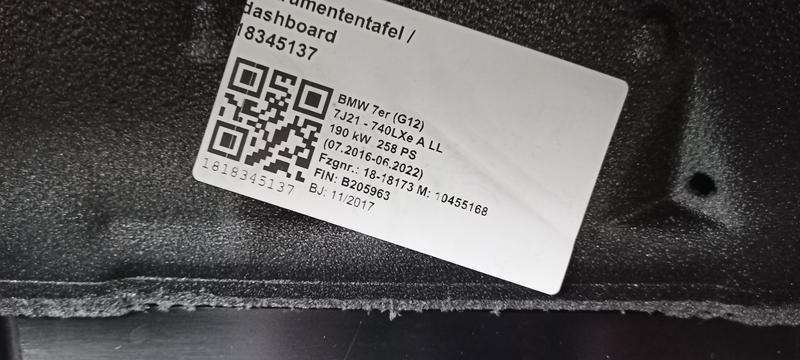 dashboard
18345137
BMW 7er (G12)
7J21 - 740LXe A LL
190 kW 258 PS
(07.2016-06.2022)
Fzgnr.: 18-18173 M: 10455168
FIN: B205963
BJ: 11/2017
1818345137